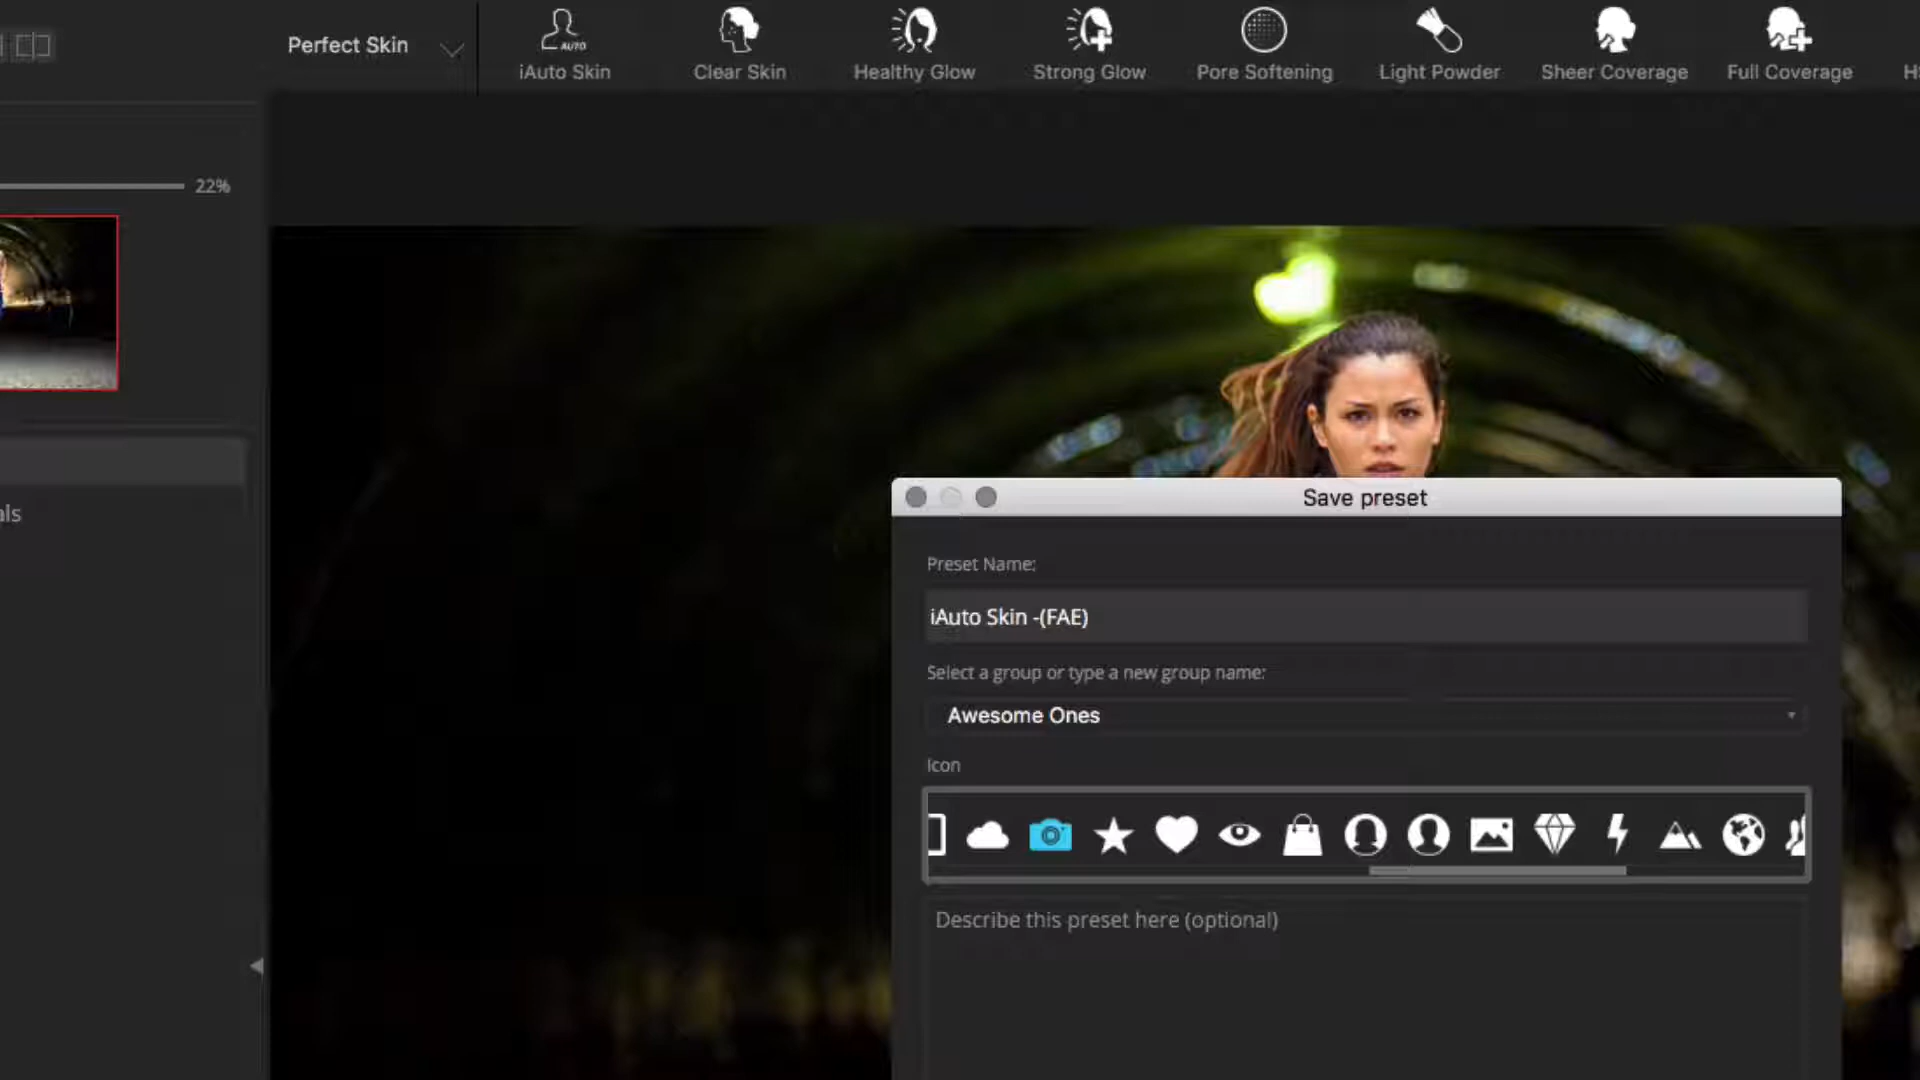 Perfect Skin
AUTO
iAuto Skin
Clear Skin
Healthy Glow
Strong Glow
Pore Softening
Light Powder
Sheer Coverage
Full Coverage
22%
als
Save preset
Preset Name:
iAuto Skin -(FAE)
Select a group or type a new group name:
Awesome Ones
Icon
Describe this preset here (optional)